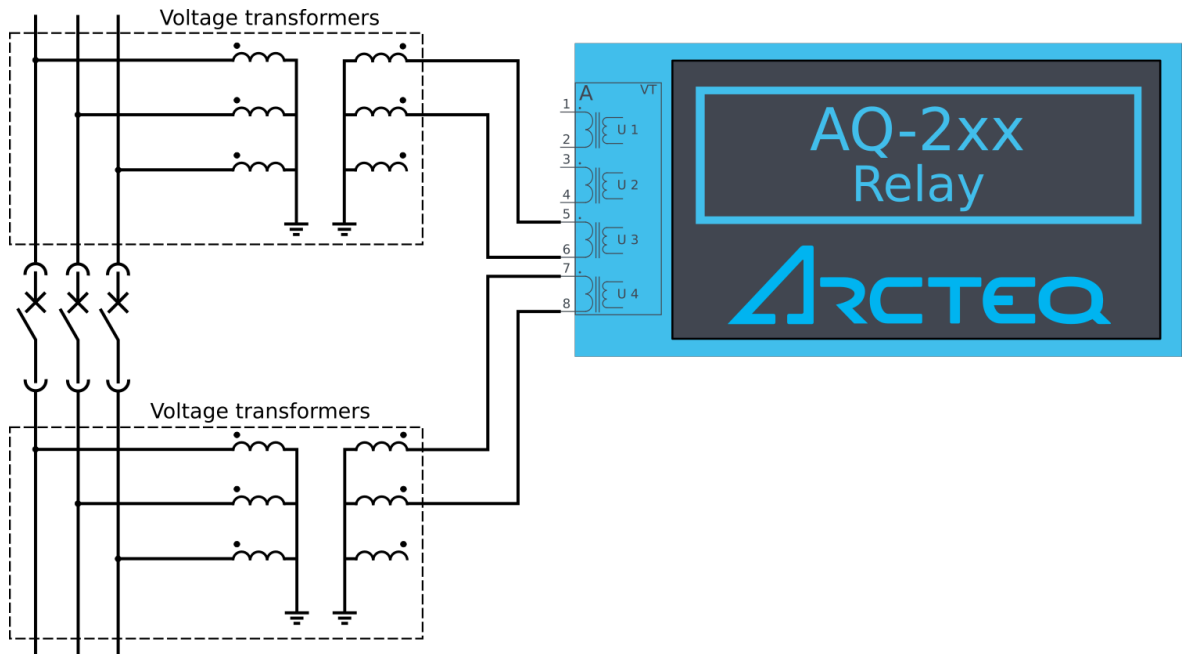 Voltage transformers
A VT
1
U 1
2
3
U 2
4
5
U 3
6
7
U 4
8
AQ-2xx
Relay
ARCTEQ
Voltage transformers